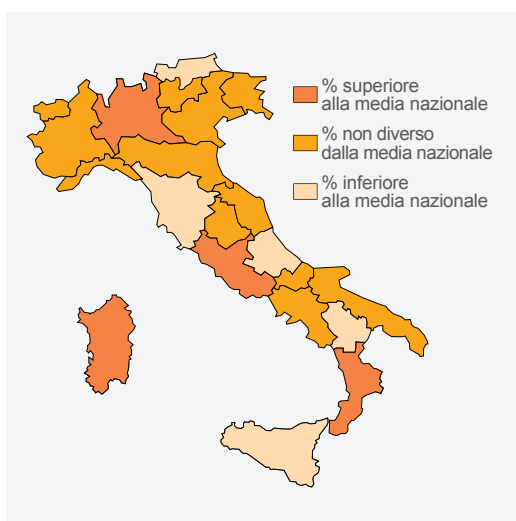 % superiore
alla media nazionale
% non diverso
dalla media nazionale
% inferiore
alla media nazionale